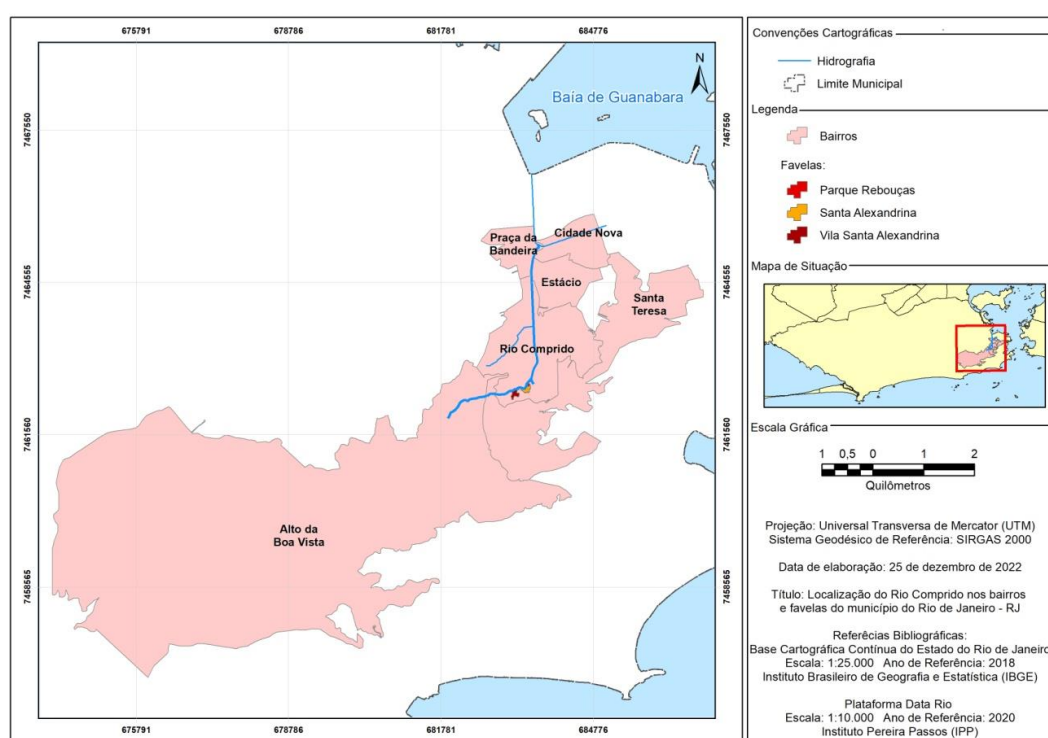 675791 678786 681781 684776
N
Baía de Guanabara
7467550 7467550
Praça da
Bandeira
Cidade Nova
7464555 7464555
Estácio
Santa
Teresa
Rio Comprido
7461560 7461560
Alto da
Boa Vista
7458565 7458565
675791 678786 681781 684776
Convenções Cartográficas
Hidrografia
Limite Municipal
Legenda
Bairros
Favelas:
Parque Rebouças
Santa Alexandrina
Vila Santa Alexandrina
Mapa de Situação
Escala Gráfica
1 0,5 0 1 2
Quilômetros
Projeção: Universal Transversa de Mercator (UTM)
Sistema Geodésico de Referência: SIRGAS 2000
Data de elaboração: 25 de dezembro de 2022
Título: Localização do Rio Comprido nos bairros
e favelas do município do Rio de Janeiro - RJ
Referêcias Bibliográficas:
Base Cartográfica Contínua do Estado do Rio de Janeiro
Escala: 1:25.000 Ano de Referência: 2018
Instituto Brasileiro de Geografia e Estatística (IBGE)
Plataforma Data Rio
Escala: 1:10.000 Ano de Referência: 2020
Instituto Pereira Passos (IPP)